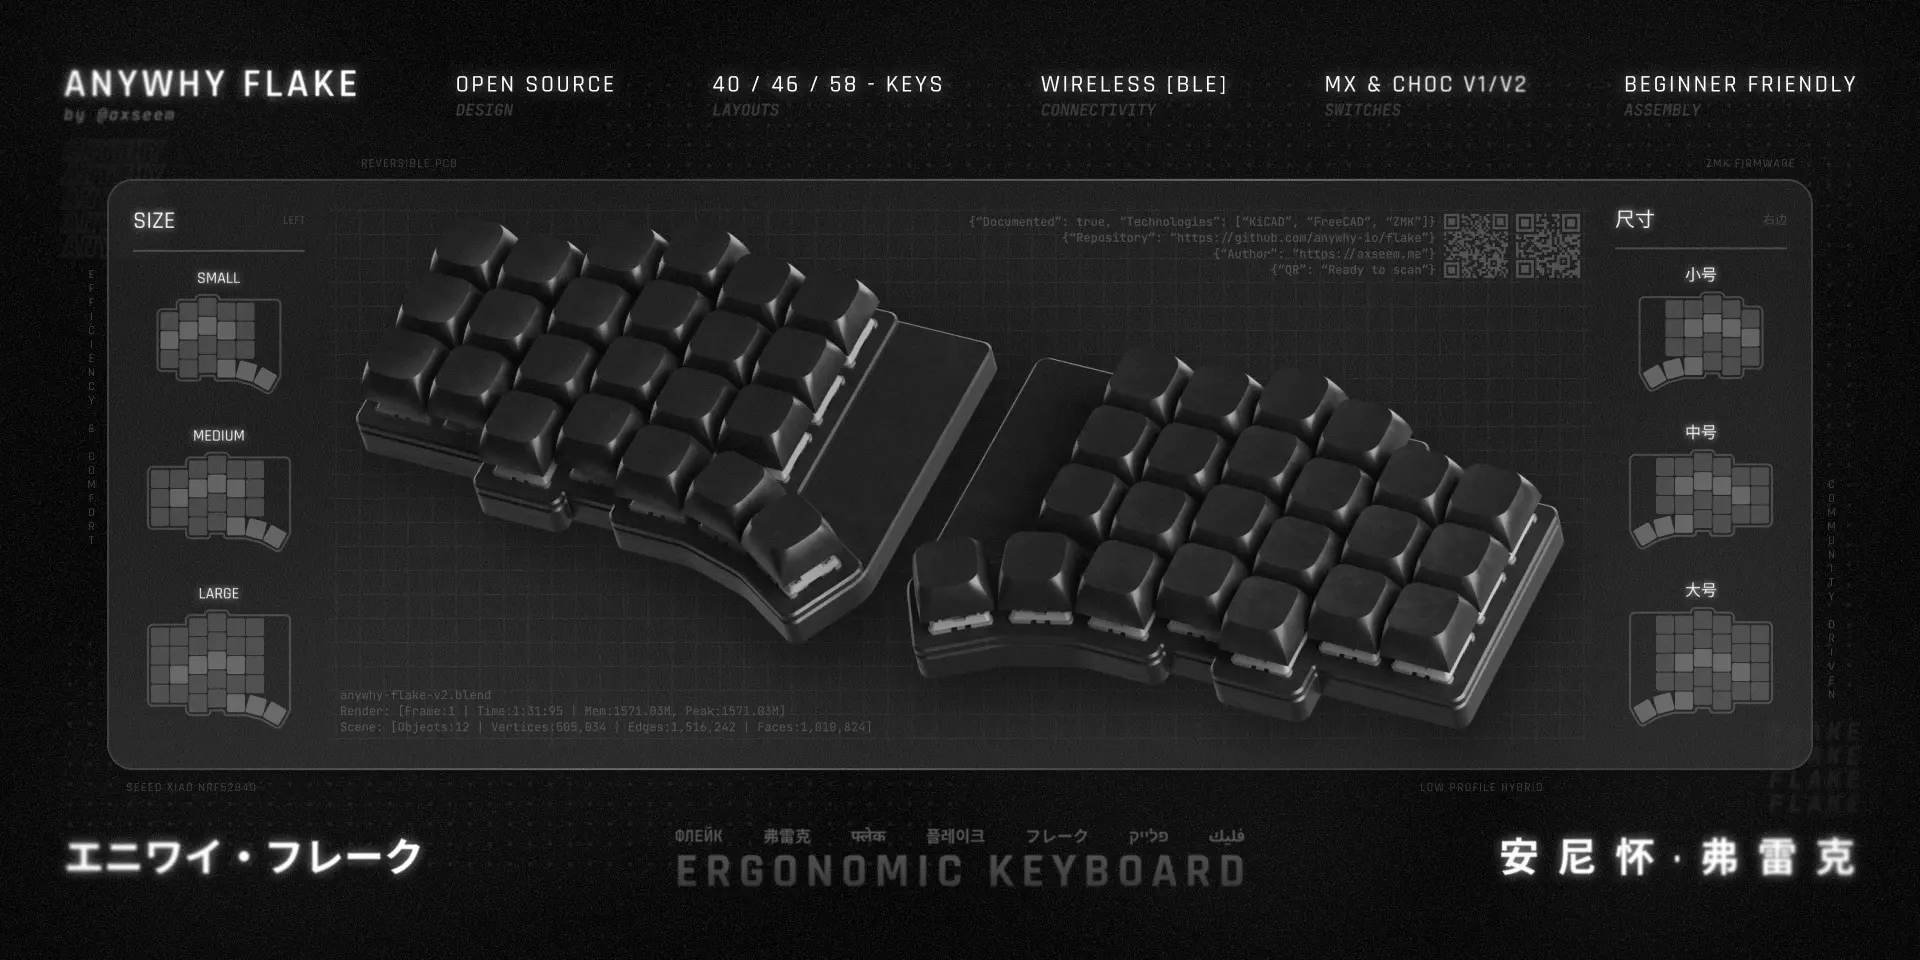 ANYWHY FLAKE
by @axseem
OPEN SOURCE
DESIGN
40 / 46 / 58 - KEYS
LAYOUTS
WIRELESS [BLE]
CONNECTIVITY
MX & CHOC V1/V2
SWITCHES
BEGINNER FRIENDLY
ASSEMBLY
REVERSIBLE PCB
ZMK FIRMWARE
SIZE
LEFT
SMALL
MEDIUM
LARGE
EFFICIENCY & COMFORT
{"Documented": true, "Technologies": ["KiCAD", "FreeCAD", "ZMK"]}
{"Repository": "https://github.com/anywhy-io/flake"}
{"Author": "https://axseem.me"}
{"QR": "Ready to scan"}
尺寸
右边
小号
中号
大号
COMMUNITY DRIVEN
anywhy-flake-v2.blend
Render: [Frame:1 | Time:1:31:95 | Mem:1571.03M, Peak:1571.03M]
Scene: [Objects:12 | Vertices:505,034 | Edges:1,516,242 | Faces:1,010,824]
FLAKE
FLAKE
SEEED XIAO NRF52840
LOW PROFILE HYBRID
エニワイ・フレーク
ФЛЕЙК 弗雷克 फ्लेक 플레이크 フレーク פלייק فليك
ERGONOMIC KEYBOARD
安尼怀·弗雷克